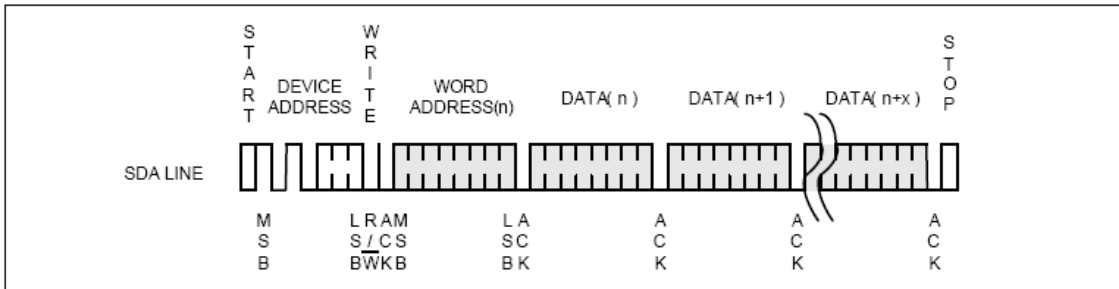 START
WRITE
STOP
DEVICE
ADDRESS
WORD
ADDRESS(n)
DATA( n )
DATA( n+1 )
DATA( n+x )
SDA LINE
MSB
LSB
R/W
ACK
MSB
LSB
ACK
ACK
ACK
ACK